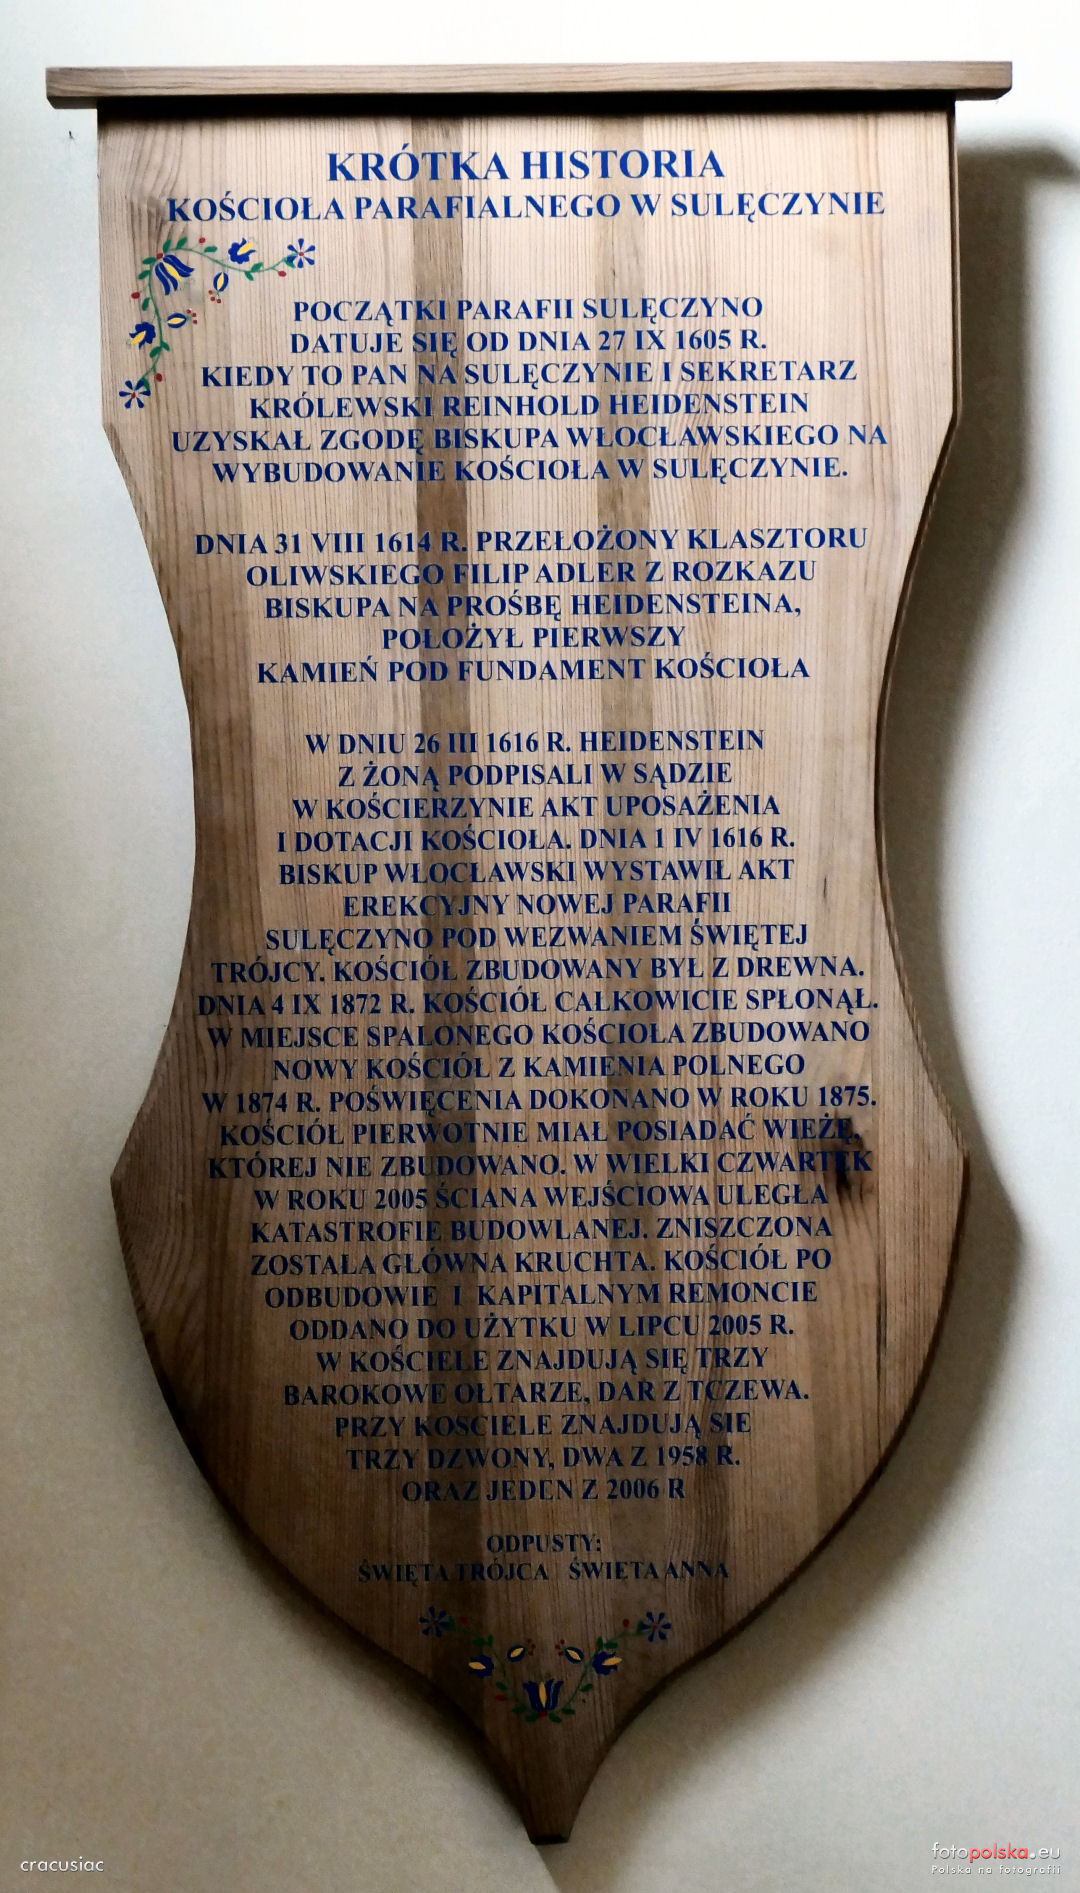 KRÓTKA HISTORIA
KOŚCIOŁA PARAFIALNEGO W SULĘCZYNIE
POCZĄTKI PARAFII SULĘCZYNO
DATUJE SIĘ OD DNIA 27 IX 1605 R.
KIEDY TO PAN NA SULĘCZYNIE I SEKRETARZ
KRÓLEWSKI REINHOLD HEIDENSTEIN
UZYSKAŁ ZGODĘ BISKUPA WŁOCŁAWSKIEGO NA
WYBUDOWANIE KOŚCIOŁA W SULĘCZYNIE.
DNIA 31 VIII 1614 R. PRZEŁOŻONY KLASZTORU
OLIWSKIEGO FILIP ADLER Z ROZKAZU
BISKUPA NA PROŚBĘ HEIDENSTEINA,
POŁOŻYŁ PIERWSZY
KAMIEŃ POD FUNDAMENT KOŚCIOŁA
W DNIU 26 III 1616 R. HEIDENSTEIN
Z ŻONĄ PODPISALI W SĄDZIE
W KOŚCIERZYNIE AKT UPOSAŻENIA
I DOTACJI KOŚCIOŁA. DNIA 1 IV 1616 R.
BISKUP WŁOCŁAWSKI WYSTAWIŁ AKT
EREKCYJNY NOWEJ PARAFII
SULĘCZYNO POD WEZWANIEM ŚWIĘTEJ
TRÓJCY. KOŚCIÓŁ ZBUDOWANY BYŁ Z DREWNA.
DNIA 4 IX 1872 R. KOŚCIÓŁ CAŁKOWICIE SPŁONĄŁ.
W MIEJSCE SPALONEGO KOŚCIOŁA ZBUDOWANO
NOWY KOŚCIÓŁ Z KAMIENIA POLNEGO
W 1874 R. POŚWIĘCENIA DOKONANO W ROKU 1875.
KOŚCIÓŁ PIERWOTNIE MIAŁ POSIADAĆ WIEŻĘ,
KTÓREJ NIE ZBUDOWANO. W WIELKI CZWARTEK
W ROKU 2005 ŚCIANA WEJŚCIOWA ULEGŁA
KATASTROFIE BUDOWLANEJ. ZNISZCZONA
ZOSTAŁA GŁÓWNA KRUCHTA. KOŚCIÓŁ PO
ODBUDOWIE I KAPITALNYM REMONCIE
ODDANO DO UŻYTKU W LIPCU 2005 R.
W KOŚCIELE ZNAJDUJĄ SIĘ TRZY
BAROKOWE OŁTARZE, DAR Z TCZEWA.
PRZY KOŚCIELE ZNAJDUJĄ SIE
TRZY DZWONY, DWA Z 1958 R.
ORAZ JEDEN Z 2006 R
ODPUSTY:
ŚWIĘTA TRÓJCA ŚWIETA ANNA
cracusiac
fotopolska.eu
Polska na fotografii